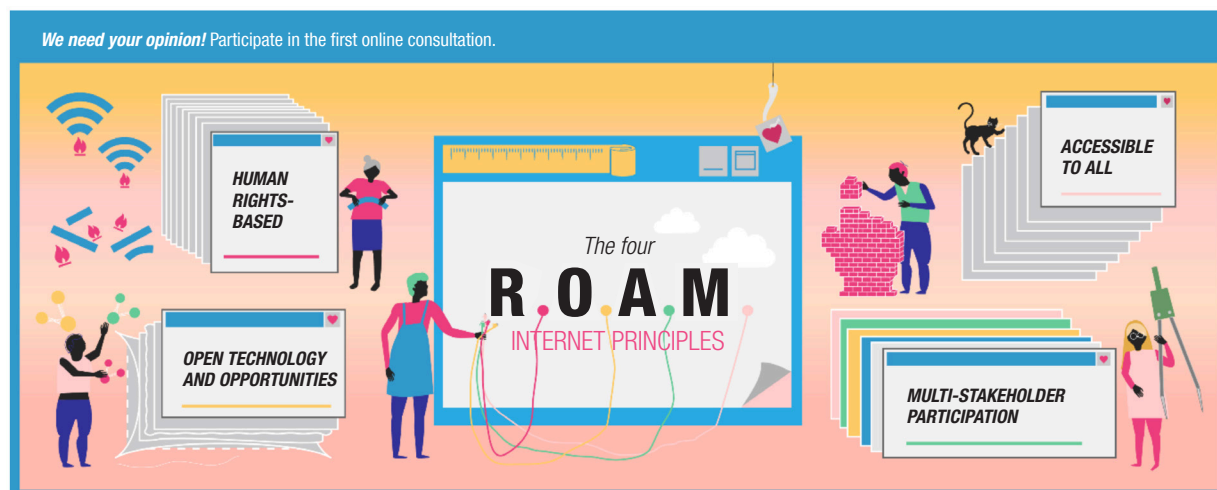 We need your opinion! Participate in the first online consultation.
HUMAN
RIGHTS-
BASED
OPEN TECHNOLOGY
AND OPPORTUNITIES
The four
R.O.A.M.
INTERNET PRINCIPLES
ACCESSIBLE
TO ALL
MULTI-STAKEHOLDER
PARTICIPATION